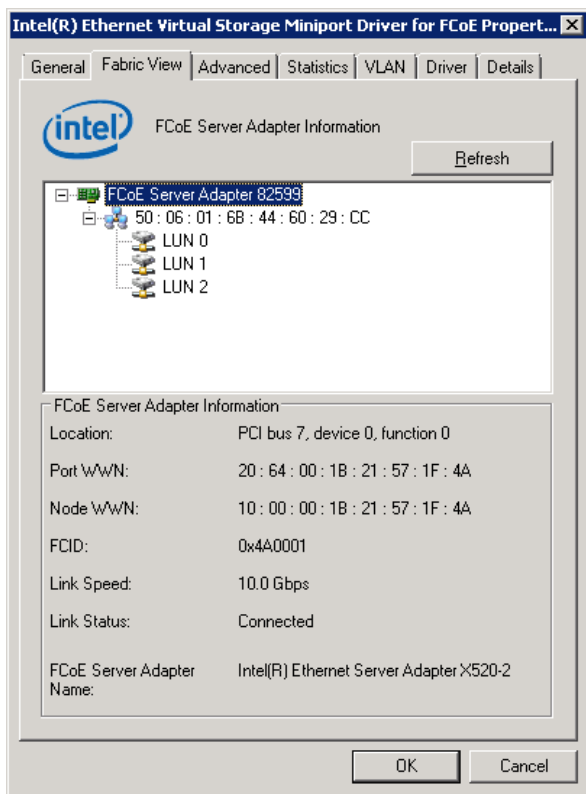 Intel(R) Ethernet Virtual Storage Miniport Driver for FCoE Propert...
General Fabric View Advanced Statistics VLAN Driver Details
intel
FCoE Server Adapter Information
Refresh
FCoE Server Adapter 82599
50 : 06 : 01 : 6B : 44 : 60 : 29 : CC
LUN 0
LUN 1
LUN 2
FCoE Server Adapter Information
Location: PCI bus 7, device 0, function 0
Port WWN: 20 : 64 : 00 : 1B : 21 : 57 : 1F : 4A
Node WWN: 10 : 00 : 00 : 1B : 21 : 57 : 1F : 4A
FCID: 0x4A0001
Link Speed: 10.0 Gbps
Link Status: Connected
FCoE Server Adapter Intel(R) Ethernet Server Adapter X520-2
Name:
OK Cancel